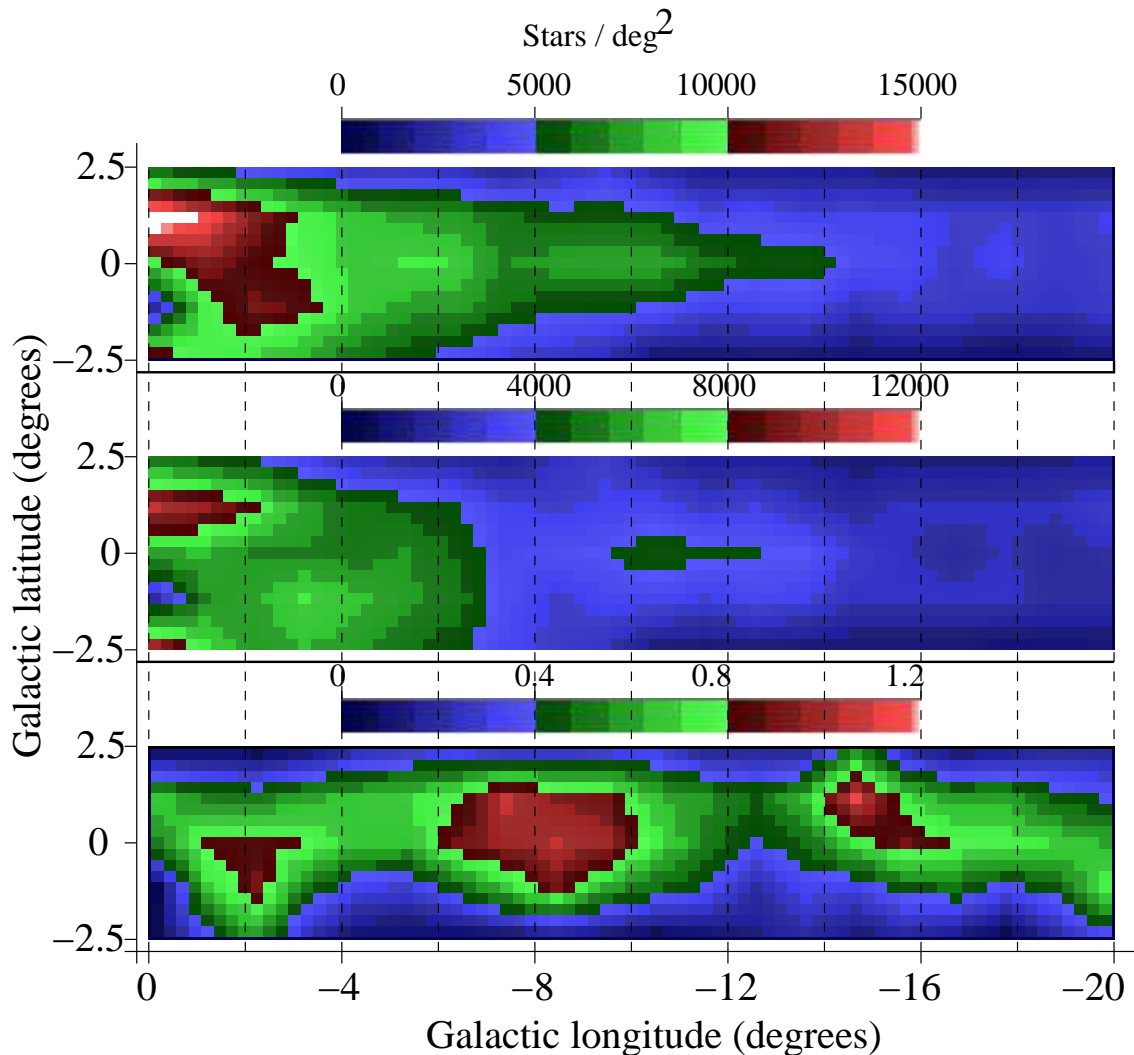 Stars / deg2
0 5000 10000 15000
2.5
0
−2.5
0 4000 8000 12000
2.5
0
−2.5
0 0.4 0.8 1.2
2.5
0
−2.5
Galactic latitude (degrees)
0 −4 −8 −12 −16 −20
Galactic longitude (degrees)